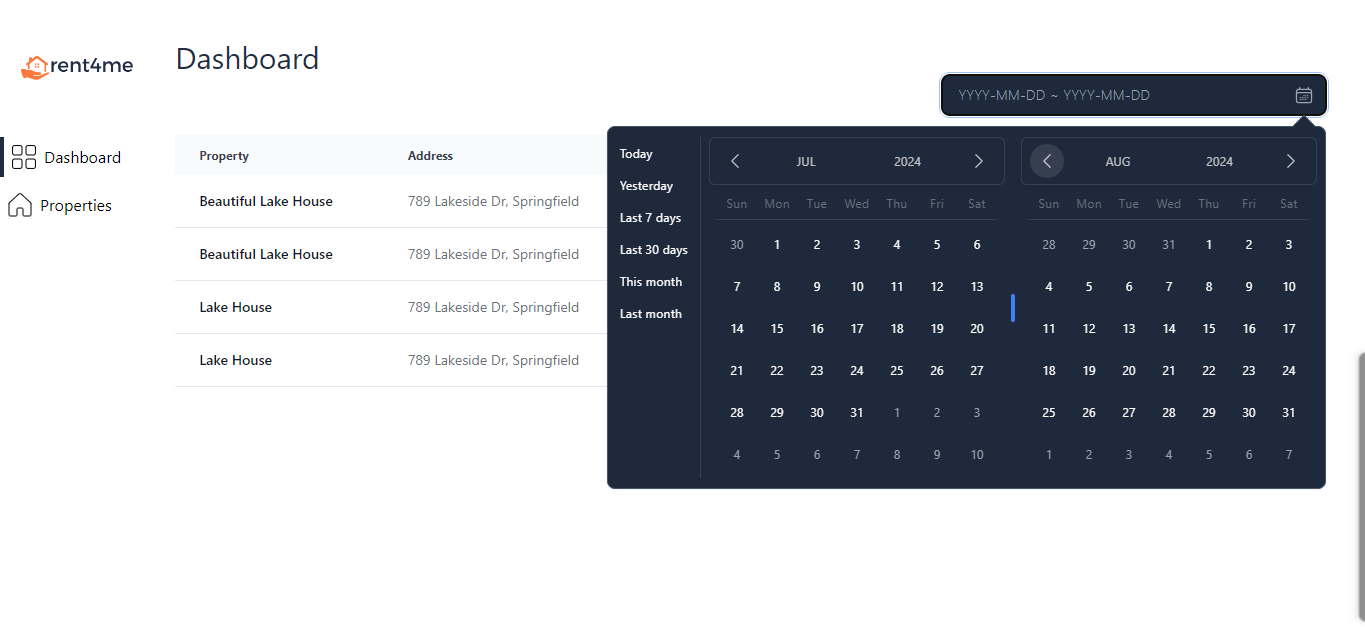 rent4me
Dashboard
YYYY-MM-DD ~ YYYY-MM-DD
Dashboard
Properties
Property Address
Beautiful Lake House 789 Lakeside Dr, Springfield
Beautiful Lake House 789 Lakeside Dr, Springfield
Lake House 789 Lakeside Dr, Springfield
Lake House 789 Lakeside Dr, Springfield
Today
Yesterday
Last 7 days
Last 30 days
This month
Last month
JUL 2024
Sun Mon Tue Wed Thu Fri Sat
30 1 2 3 4 5 6
7 8 9 10 11 12 13
14 15 16 17 18 19 20
21 22 23 24 25 26 27
28 29 30 31 1 2 3
4 5 6 7 8 9 10
AUG 2024
Sun Mon Tue Wed Thu Fri Sat
28 29 30 31 1 2 3
4 5 6 7 8 9 10
11 12 13 14 15 16 17
18 19 20 21 22 23 24
25 26 27 28 29 30 31
1 2 3 4 5 6 7